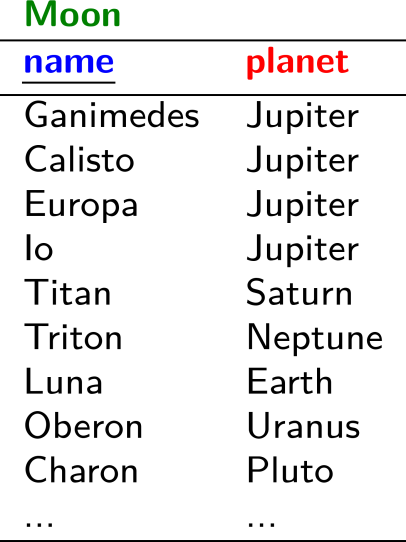 Moon
name planet
Ganimedes Jupiter
Calisto Jupiter
Europa Jupiter
Io Jupiter
Titan Saturn
Triton Neptune
Luna Earth
Oberon Uranus
Charon Pluto
... ...